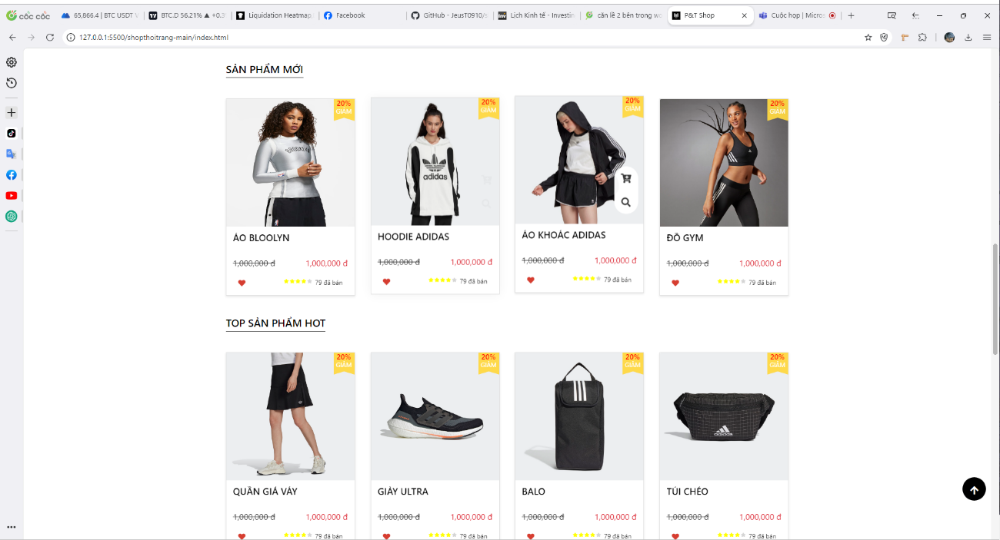 cốc cốc
65,866.4 | BTC USDT
BTC.D 56.21% ▲ +0.3
Liquidation Heatmap
Facebook
GitHub - JeusT0910/s
Lịch Kinh tế - Investin
căn lề 2 bên trong wo
P&T Shop
Cuộc họp | Micros
127.0.0.1:5500/shopthoitrang-main/index.html
SẢN PHẨM MỚI
20%
GIẢM
20%
GIẢM
20%
GIẢM
20%
GIẢM
BROOKLYN
adidas
ÁO BLOOLYN
HOODIE ADIDAS
ÁO KHOÁC ADIDAS
ĐỒ GYM
1,000,000 đ 1,000,000 đ
1,000,000 đ 1,000,000 đ
1,000,000 đ 1,000,000 đ
1,000,000 đ 1,000,000 đ
79 đã bán
79 đã bán
79 đã bán
79 đã bán
TOP SẢN PHẨM HOT
20%
GIẢM
20%
GIẢM
20%
GIẢM
20%
GIẢM
adidas
QUẦN GIẢ VÁY
GIÀY ULTRA
BALO
TÚI CHÉO
1,000,000 đ 1,000,000 đ
1,000,000 đ 1,000,000 đ
1,000,000 đ 1,000,000 đ
1,000,000 đ 1,000,000 đ
79 đã bán
79 đã bán
79 đã bán
79 đã bán